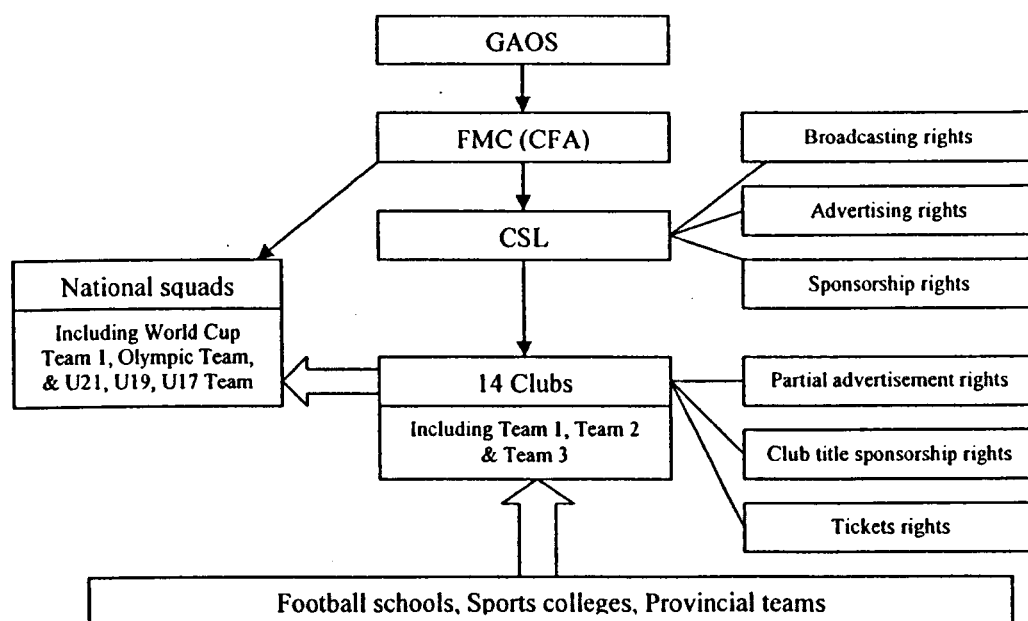 GAOS
FMC (CFA)
Broadcasting rights
Advertising rights
CSL
Sponsorship rights
National squads
Including World Cup
Team 1, Olympic Team,
& U21, U19, U17 Team
14 Clubs
Including Team 1, Team 2
& Team 3
Partial advertisement rights
Club title sponsorship rights
Tickets rights
Football schools, Sports colleges, Provincial teams